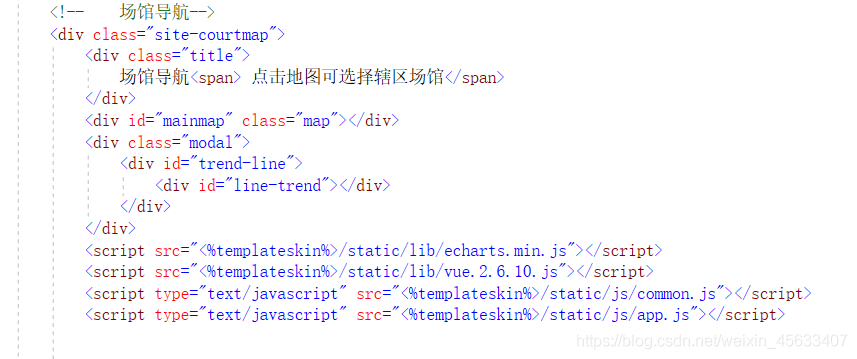 <!--   场馆导航-->
<div class="site-courtmap">
<div class="title">
场馆导航<span> 点击地图可选择辖区场馆</span>
</div>
<div id="mainmap" class="map"></div>
<div class="modal">
<div id="trend-line">
<div id="line-trend"></div>
</div>
</div>
<script src="<%templateskin%>/static/lib/echarts.min.js"></script>
<script src="<%templateskin%>/static/lib/vue.2.6.10.js"></script>
<script type="text/javascript" src="<%templateskin%>/static/js/common.js"></script>
<script type="text/javascript" src="<%templateskin%>/static/js/app.js"></script>
https://blog.csdn.net/weixin_45633407